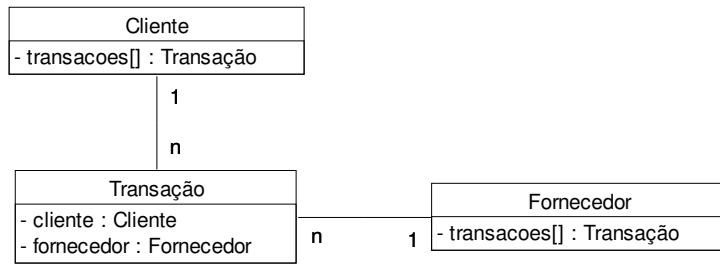 Cliente
- transacoes[] : Transação
1
n
Transação
- cliente : Cliente
- fornecedor : Fornecedor
n
1
Fornecedor
- transacoes[] : Transação